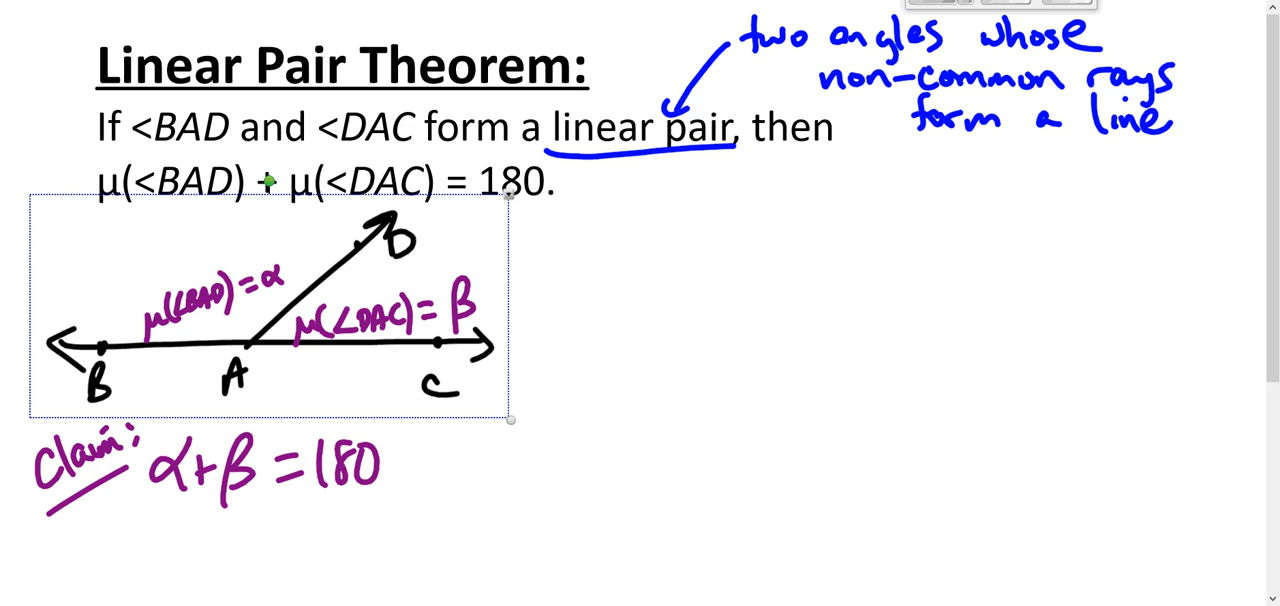 Linear Pair Theorem:
two angles whose
non-common rays
form a line
If <BAD and <DAC form a linear pair, then
μ(<BAD) + μ(<DAC) = 180.
D
μ(∠BAD)=α
μ(∠DAC)=β
B
A
C
Claim: α+β=180